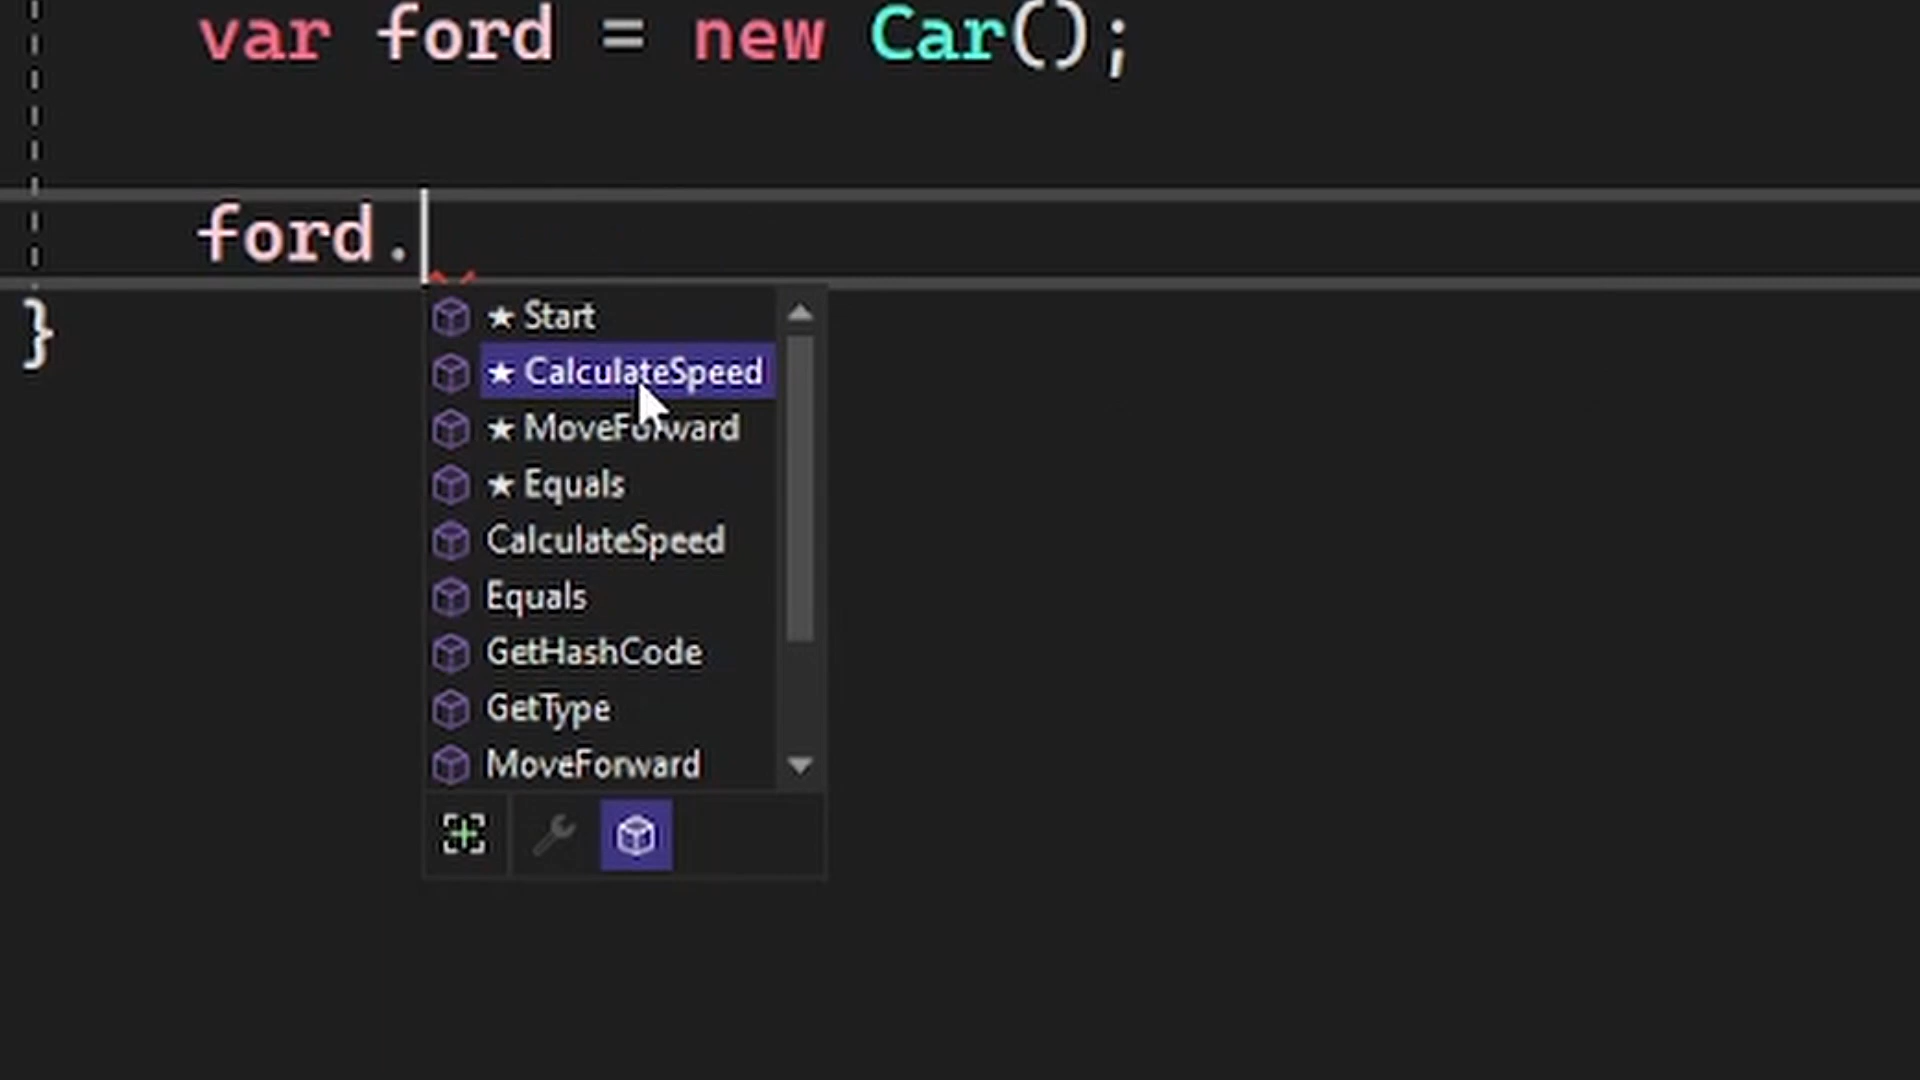 var ford = new Car();
ford.
}
★ Start
★ CalculateSpeed
★ MoveForward
★ Equals
CalculateSpeed
Equals
GetHashCode
GetType
MoveForward